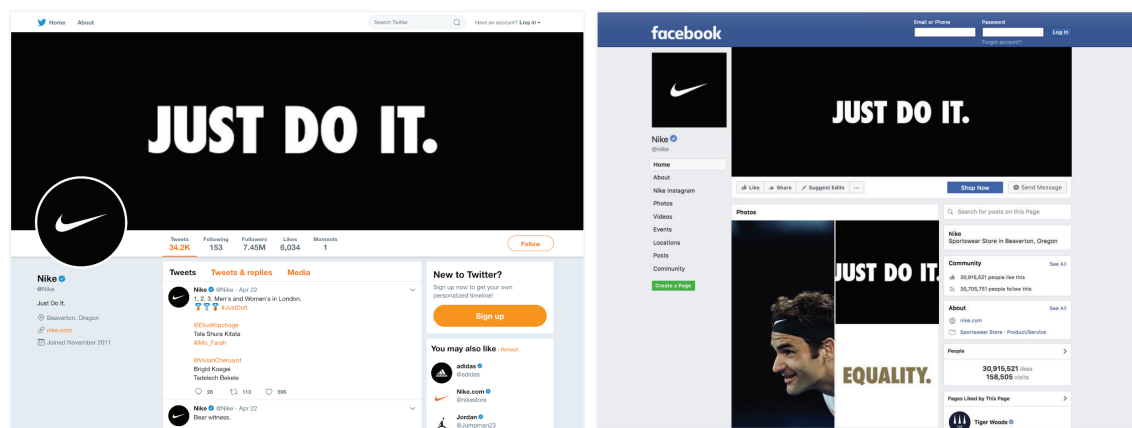 Home About Search Twitter Have an account? Log in
JUST DO IT.
Tweets Following Followers Likes Moments
34.2K 153 7.45M 6,034 1
Follow
Nike
@Nike
Just Do It.
Beaverton, Oregon
nike.com
Joined November 2011
Tweets Tweets & replies Media
Nike @Nike · Apr 22
1, 2, 3. Men's and Women's in London.
#JustDoIt
@EliudKipchoge
Tola Shura Kitata
@Mo_Farah
@VivianCheruiyot
Brigid Kosgei
Tadelech Bekele
28 113 596
Nike @Nike · Apr 22
Bear witness.
New to Twitter?
Sign up now to get your own
personalized timeline!
Sign up
You may also like · Refresh
adidas
@adidas
Nike.com
@nikestore
Jordan
@Jumpman23
facebook
Email or Phone Password
Log In
Forgot account?
JUST DO IT.
Nike
@nike
Home
About
Nike Instagram
Photos
Videos
Events
Locations
Posts
Community
Create a Page
Like Share Suggest Edits ...
Shop Now Send Message
Photos
JUST DO IT.
EQUALITY.
Search for posts on this Page
Nike
Sportswear Store in Beaverton, Oregon
Community See All
30,915,521 people like this
30,705,751 people follow this
About See All
nike.com
Sportswear Store · Product/Service
People
30,915,521 likes
158,505 visits
Pages Liked by This Page
Tiger Woods